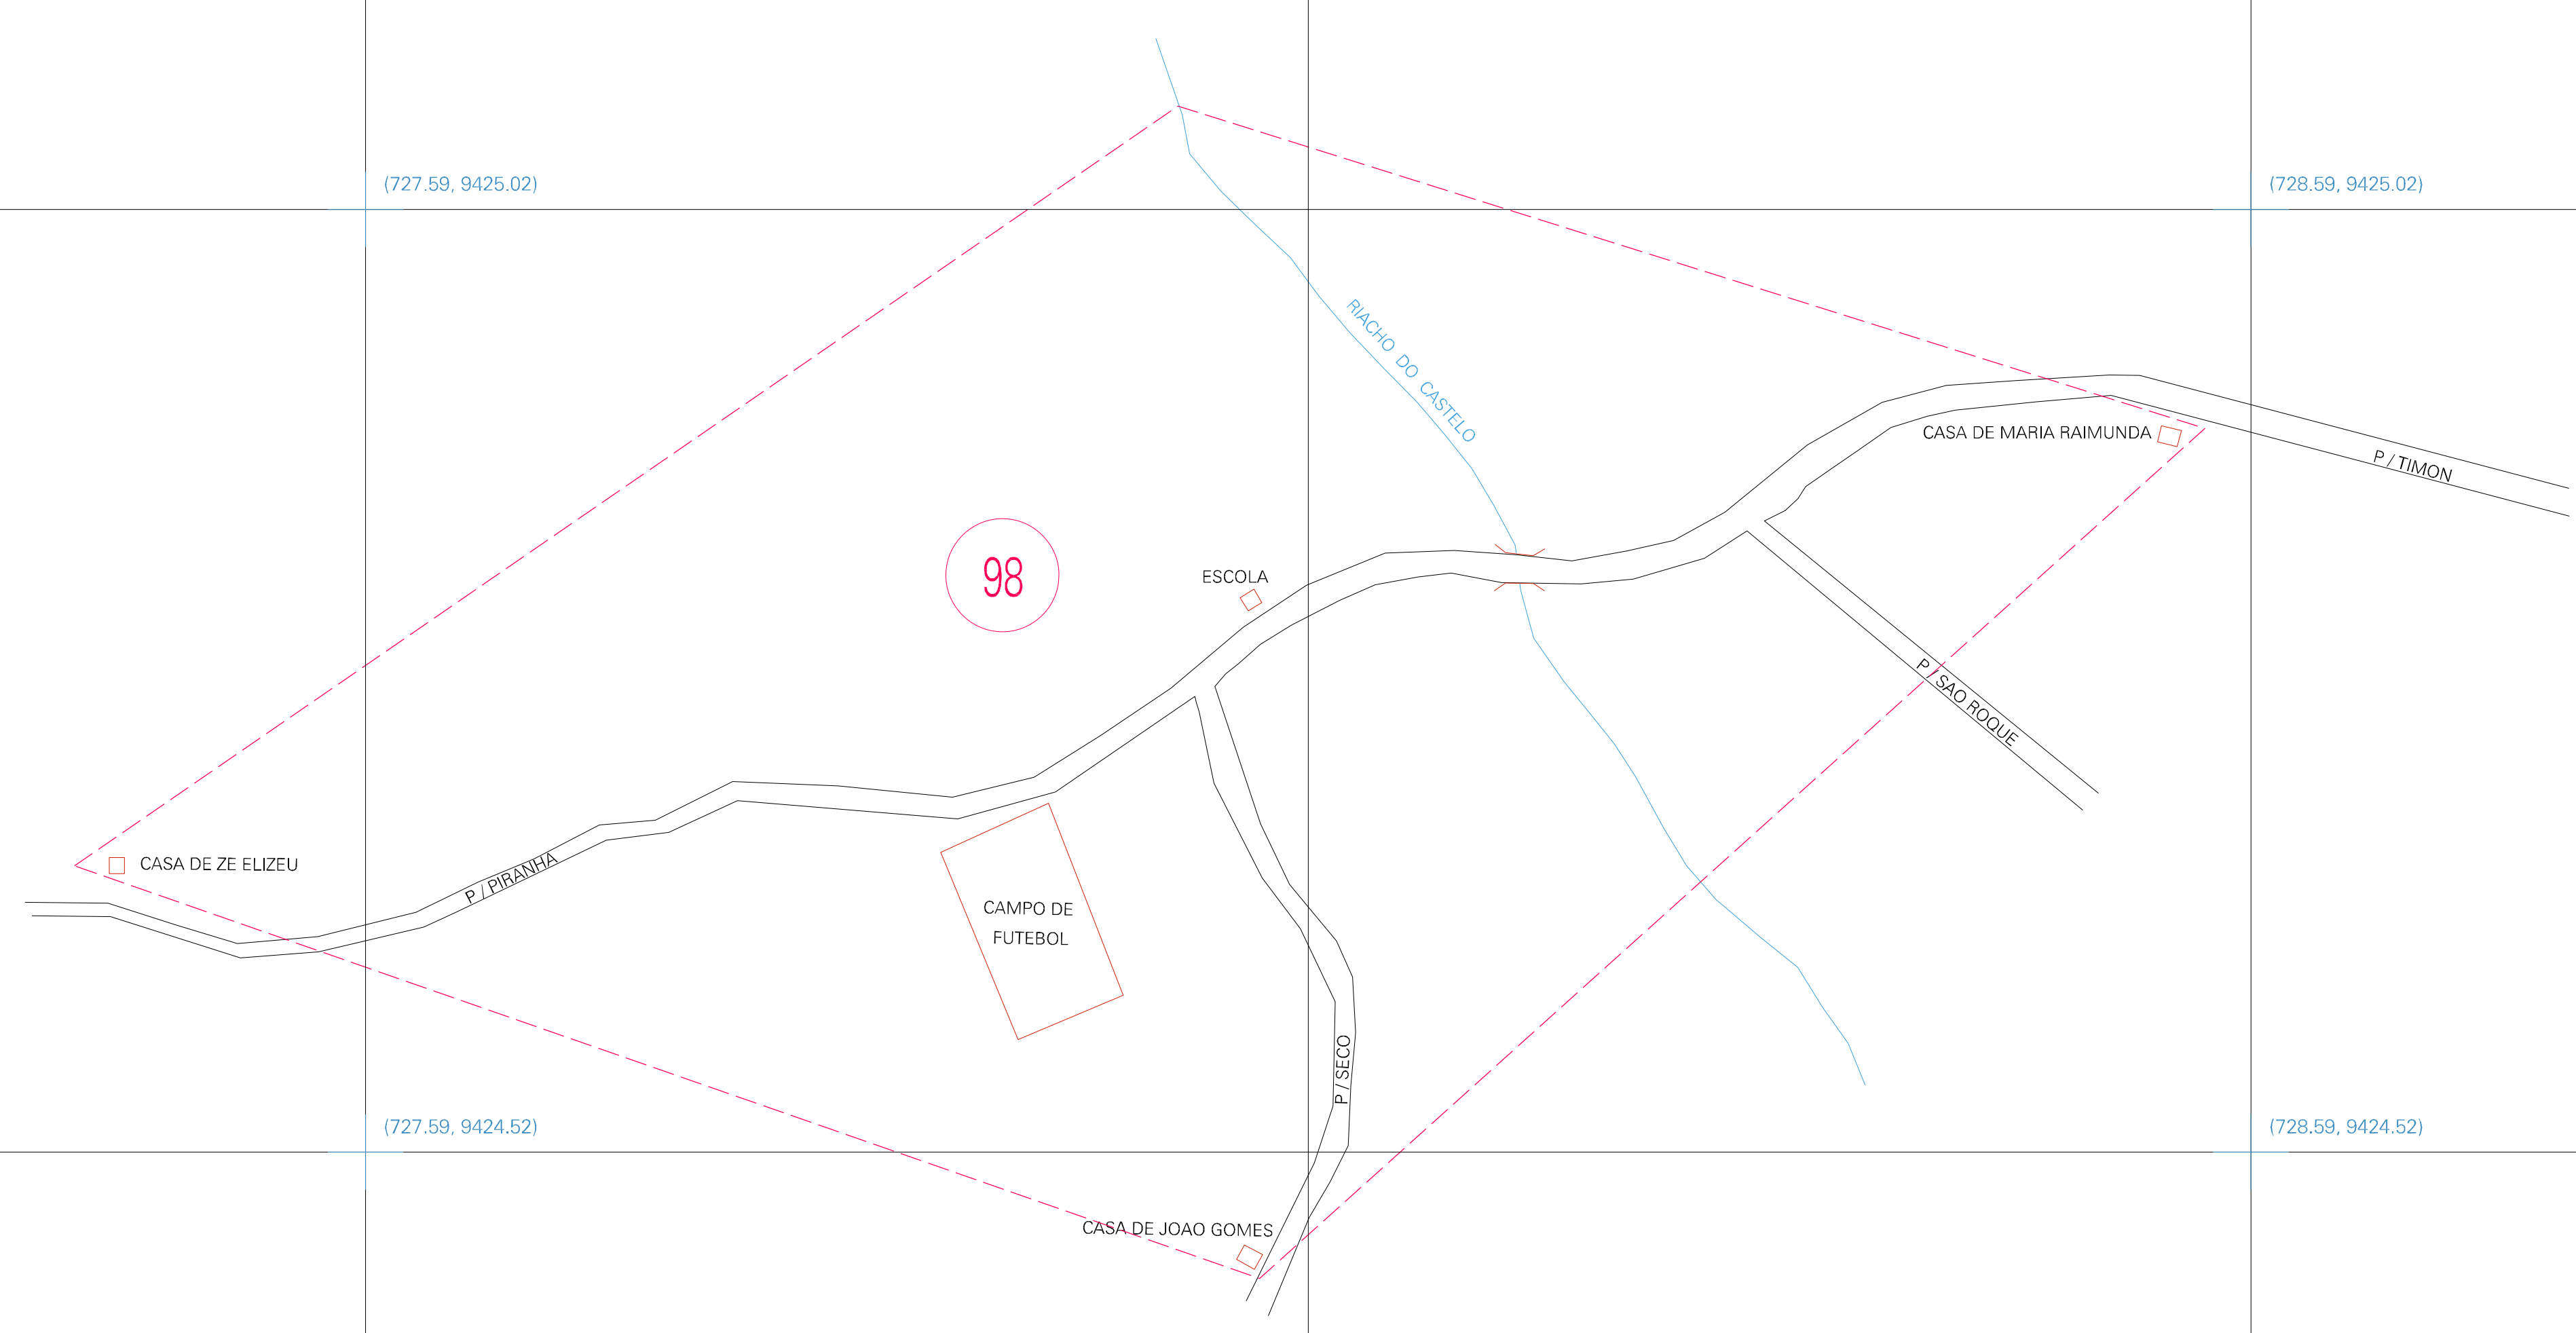 (727.59, 9425.02)
(728.59, 9425.02)
RIACHO DO CASTELO
CASA DE MARIA RAIMUNDA
P / TIMON
98
ESCOLA
P / SAO ROQUE
CASA DE ZE ELIZEU
P / PIRANHA
CAMPO DE
FUTEBOL
P / SECO
(727.59, 9424.52)
(728.59, 9424.52)
CASA DE JOAO GOMES